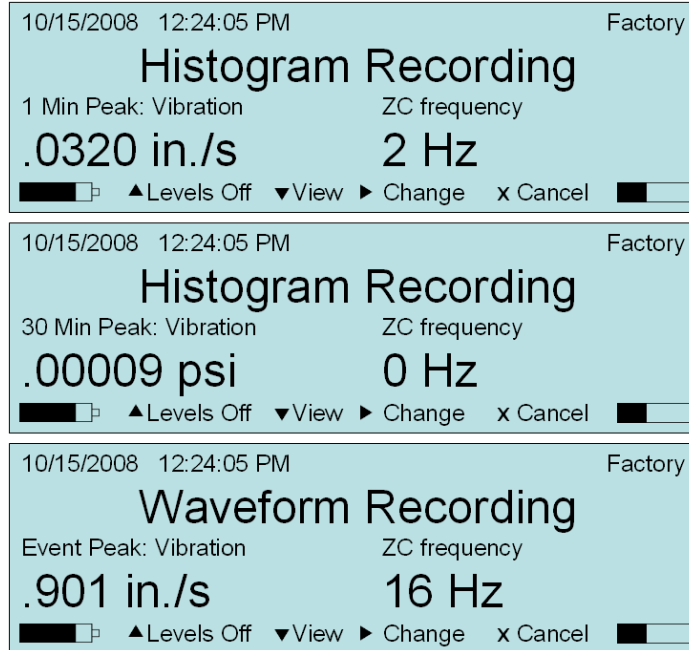 10/15/2008 12:24:05 PM Factory
Histogram Recording
1 Min Peak: Vibration ZC frequency
.0320 in./s 2 Hz
▲Levels Off ▼View ► Change x Cancel
10/15/2008 12:24:05 PM Factory
Histogram Recording
30 Min Peak: Vibration ZC frequency
.00009 psi 0 Hz
▲Levels Off ▼View ► Change x Cancel
10/15/2008 12:24:05 PM Factory
Waveform Recording
Event Peak: Vibration ZC frequency
.901 in./s 16 Hz
▲Levels Off ▼View ► Change x Cancel